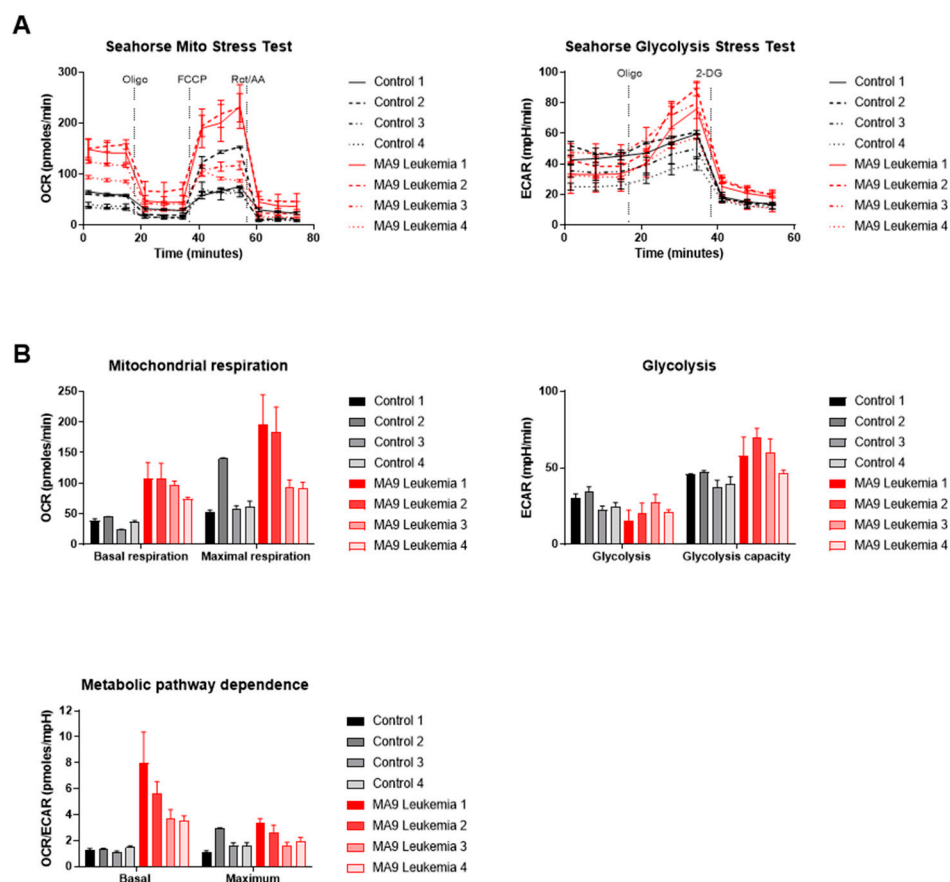 A
Seahorse Mito Stress Test
Oligo FCCP Rot/AA
300
200
100
0
OCR (pmoles/min)
0 20 40 60 80
Time (minutes)
Control 1
Control 2
Control 3
Control 4
MA9 Leukemia 1
MA9 Leukemia 2
MA9 Leukemia 3
MA9 Leukemia 4
Seahorse Glycolysis Stress Test
Oligo 2-DG
100
80
60
40
20
0
ECAR (mpH/min)
0 20 40 60
Time (minutes)
Control 1
Control 2
Control 3
Control 4
MA9 Leukemia 1
MA9 Leukemia 2
MA9 Leukemia 3
MA9 Leukemia 4
B
Mitochondrial respiration
250
200
150
100
50
0
OCR (pmoles/min)
Basal respiration Maximal respiration
Control 1
Control 2
Control 3
Control 4
MA9 Leukemia 1
MA9 Leukemia 2
MA9 Leukemia 3
MA9 Leukemia 4
Glycolysis
100
50
0
ECAR (mpH/min)
Glycolysis Glycolysis capacity
Control 1
Control 2
Control 3
Control 4
MA9 Leukemia 1
MA9 Leukemia 2
MA9 Leukemia 3
MA9 Leukemia 4
Metabolic pathway dependence
12
10
8
6
4
2
0
OCR/ECAR (pmoles/mpH)
Basal Maximum
Control 1
Control 2
Control 3
Control 4
MA9 Leukemia 1
MA9 Leukemia 2
MA9 Leukemia 3
MA9 Leukemia 4